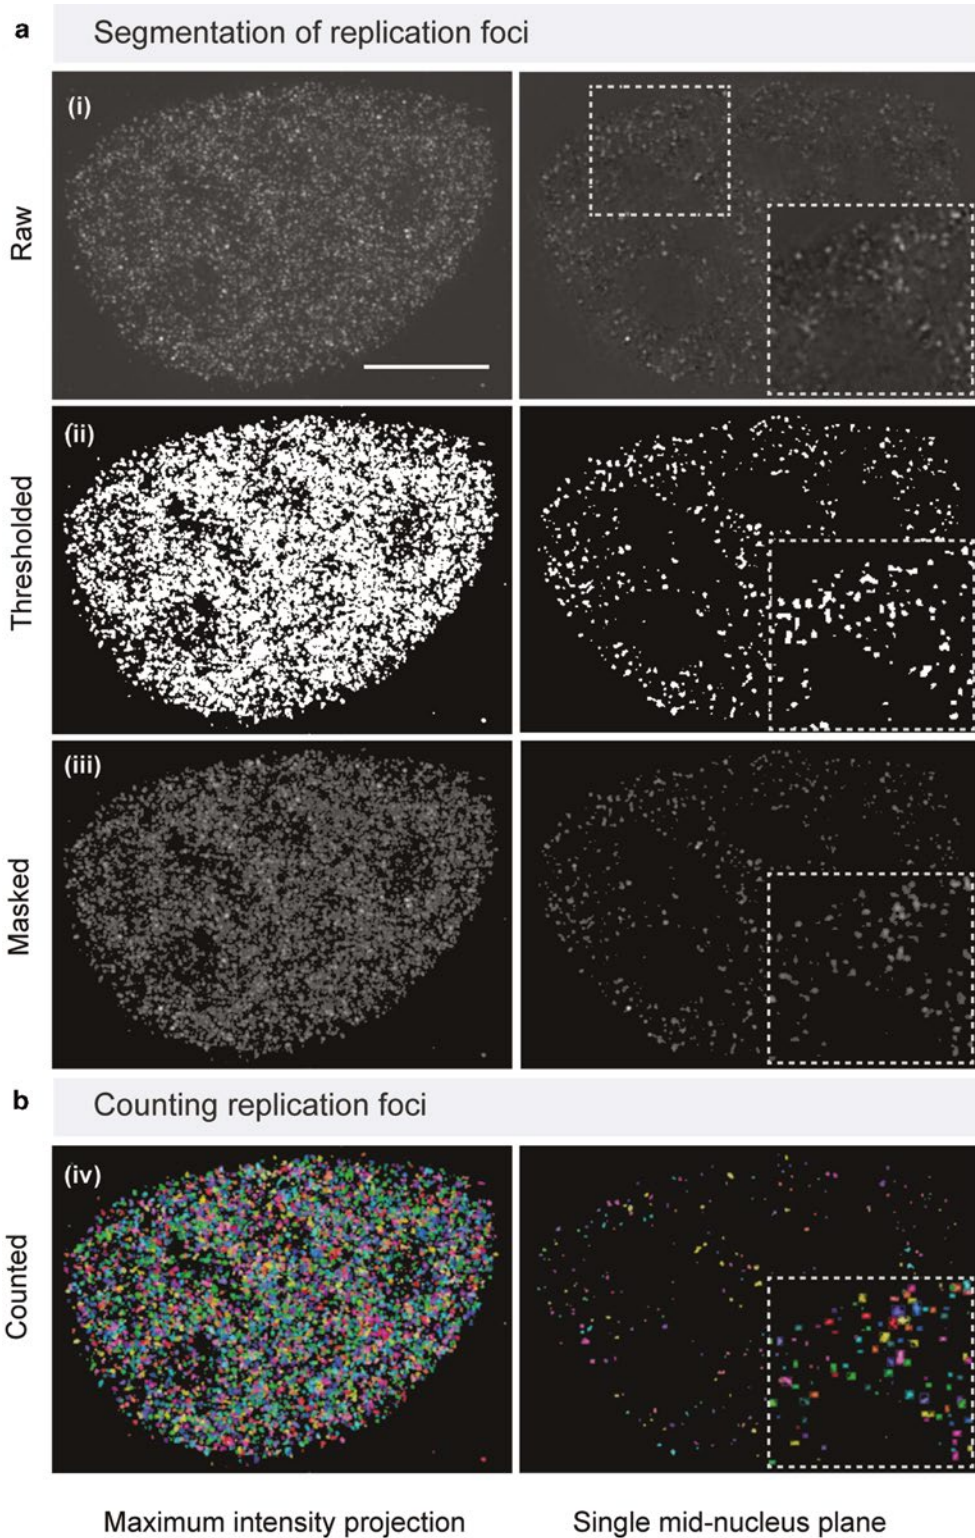 a Segmentation of replication foci
(i)
Raw
(ii)
Thresholded
(iii)
Masked
b Counting replication foci
(iv)
Counted
Maximum intensity projection Single mid-nucleus plane